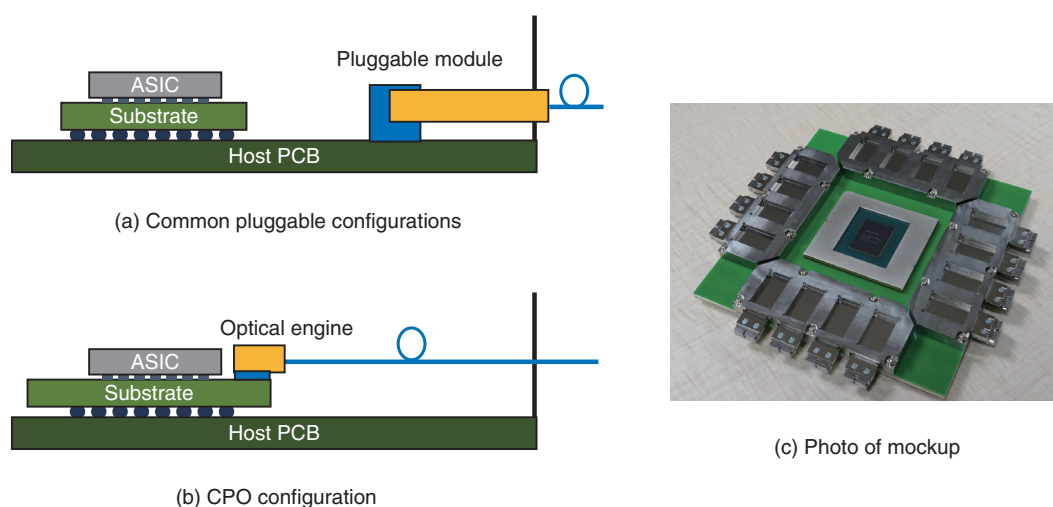 Pluggable module
ASIC
Substrate
Host PCB
(a) Common pluggable configurations
Optical engine
ASIC
Substrate
Host PCB
(b) CPO configuration
(c) Photo of mockup